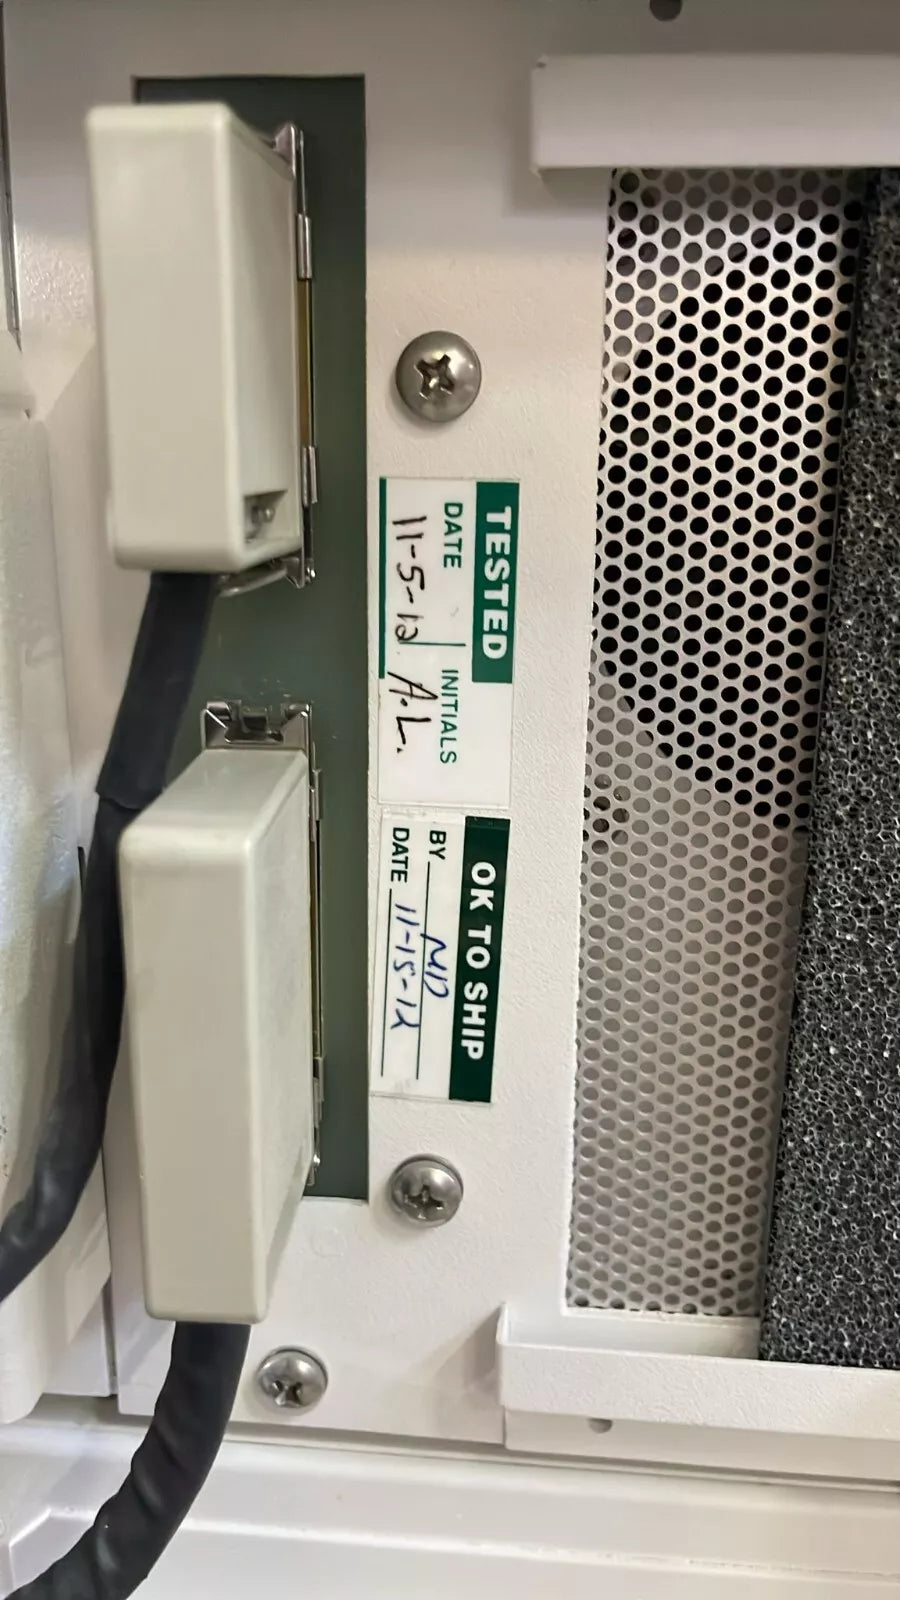 TESTED
DATE INITIALS
11-5-12 A.L.
OK TO SHIP
BY MD
DATE 11-15-12